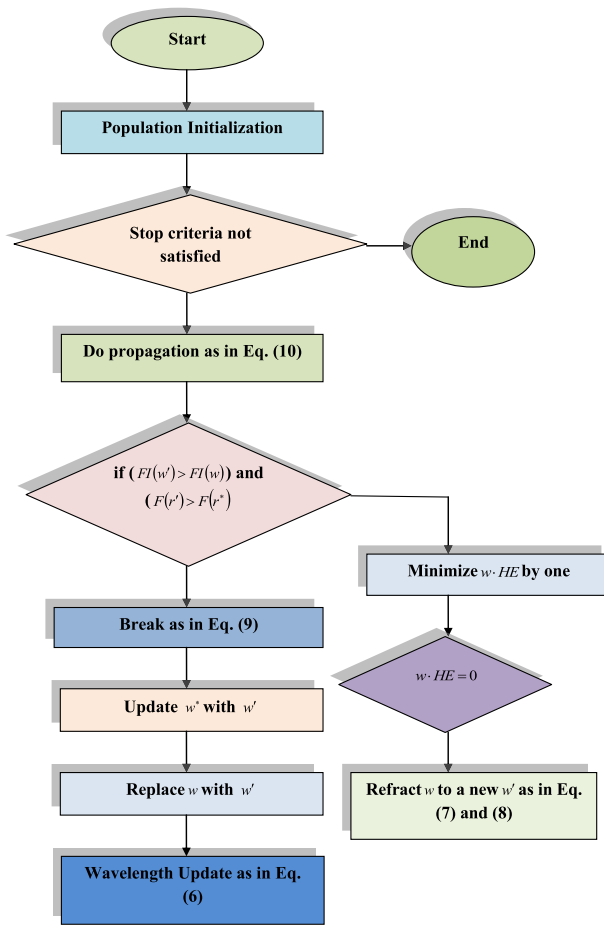 Start
Population Initialization
Stop criteria not
satisfied
End
Do propagation as in Eq. (10)
if (FI(w′) > FI(w)) and
(F(r′) > F(r*)
Minimize w· HE by one
Break as in Eq. (9)
w· HE = 0
Update w* with w′
Replace w with w′
Refract w to a new w′ as in Eq.
(7) and (8)
Wavelength Update as in Eq.
(6)